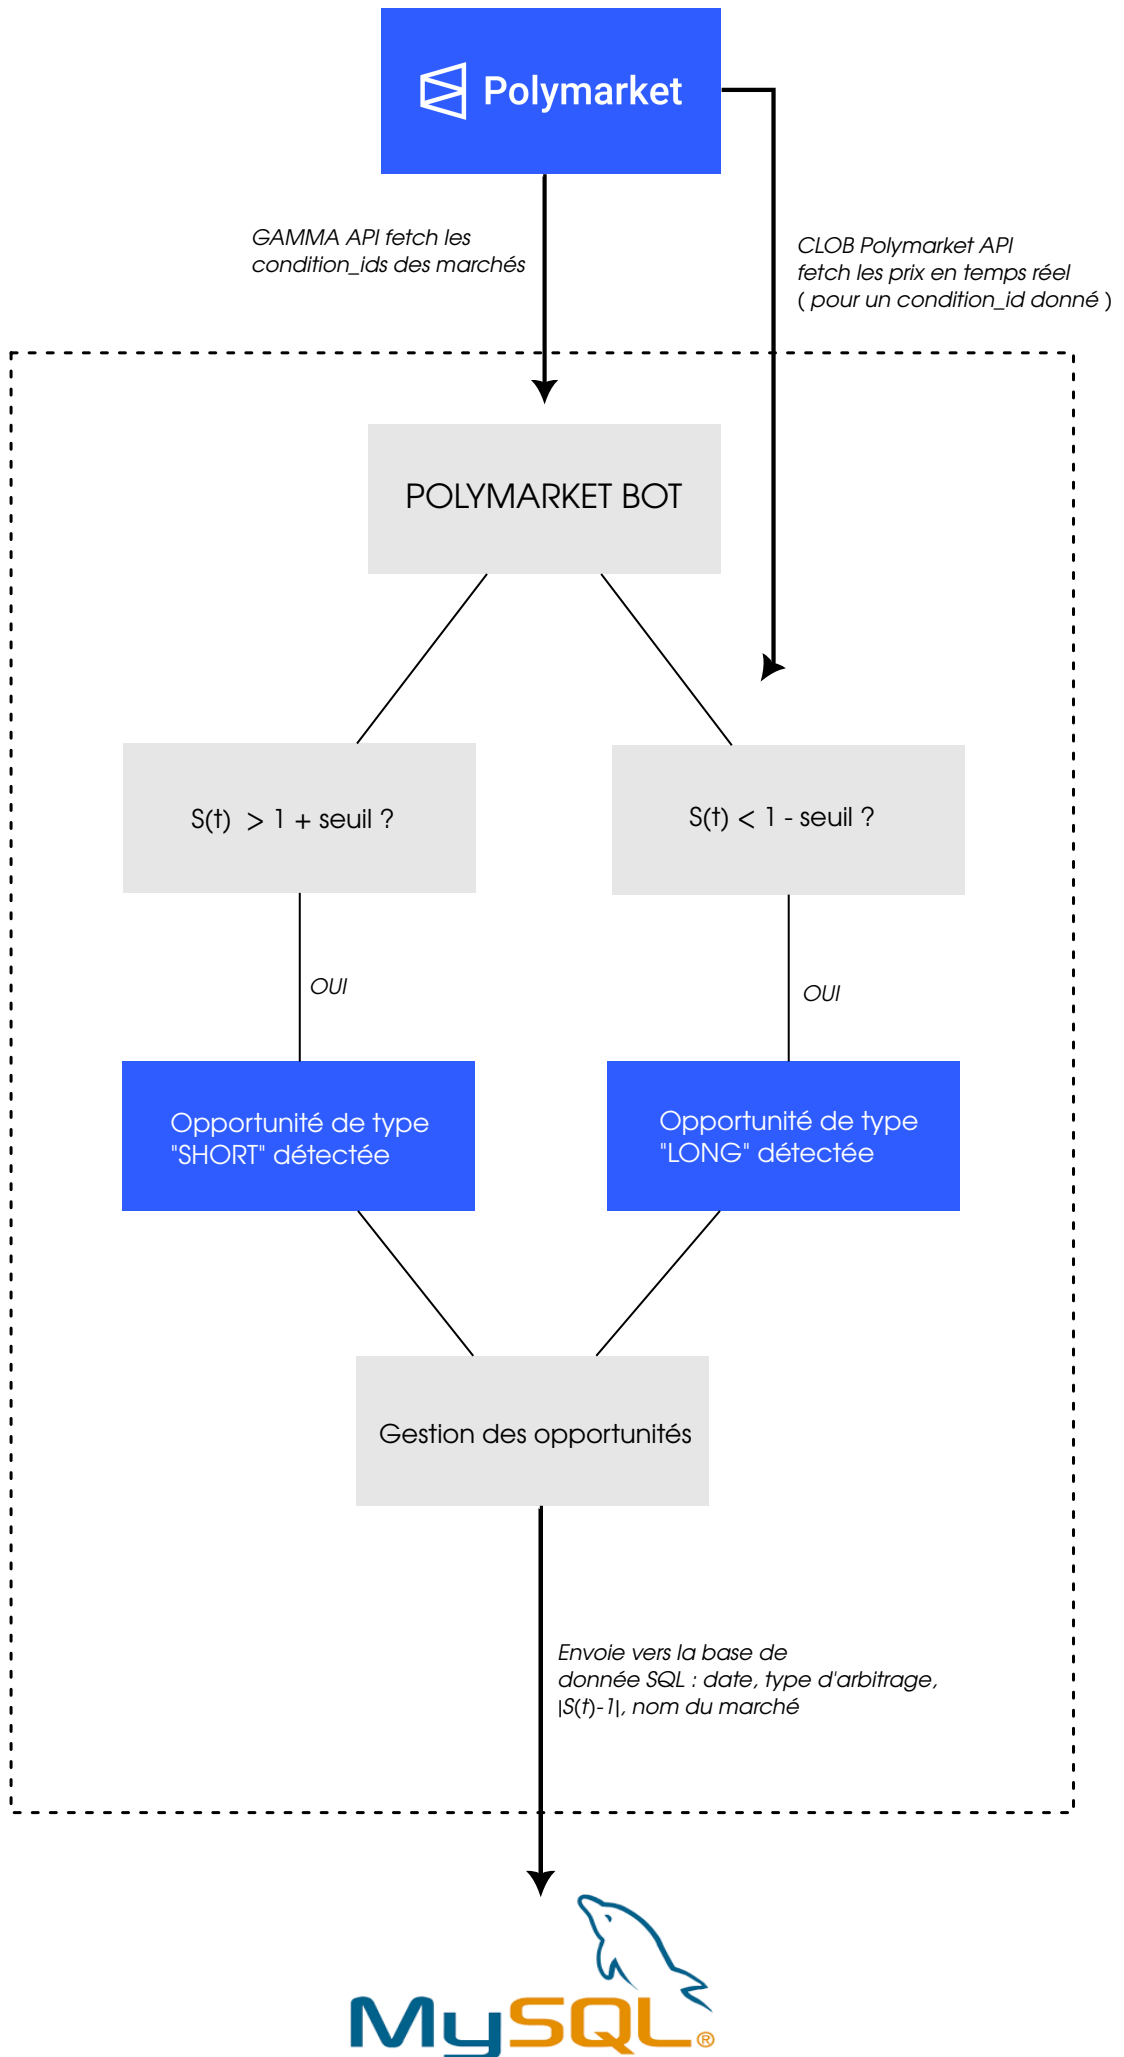 Polymarket
GAMMA API fetch les
condition_ids des marchés
CLOB Polymarket API
fetch les prix en temps réel
( pour un condition_id donné )
POLYMARKET BOT
S(t) > 1 + seuil ?
S(t) < 1 - seuil ?
OUI
OUI
Opportunité de type
"SHORT" détectée
Opportunité de type
"LONG" détectée
Gestion des opportunités
Envoie vers la base de
donnée SQL : date, type d'arbitrage,
|S(t)-1|, nom du marché
MySQL®